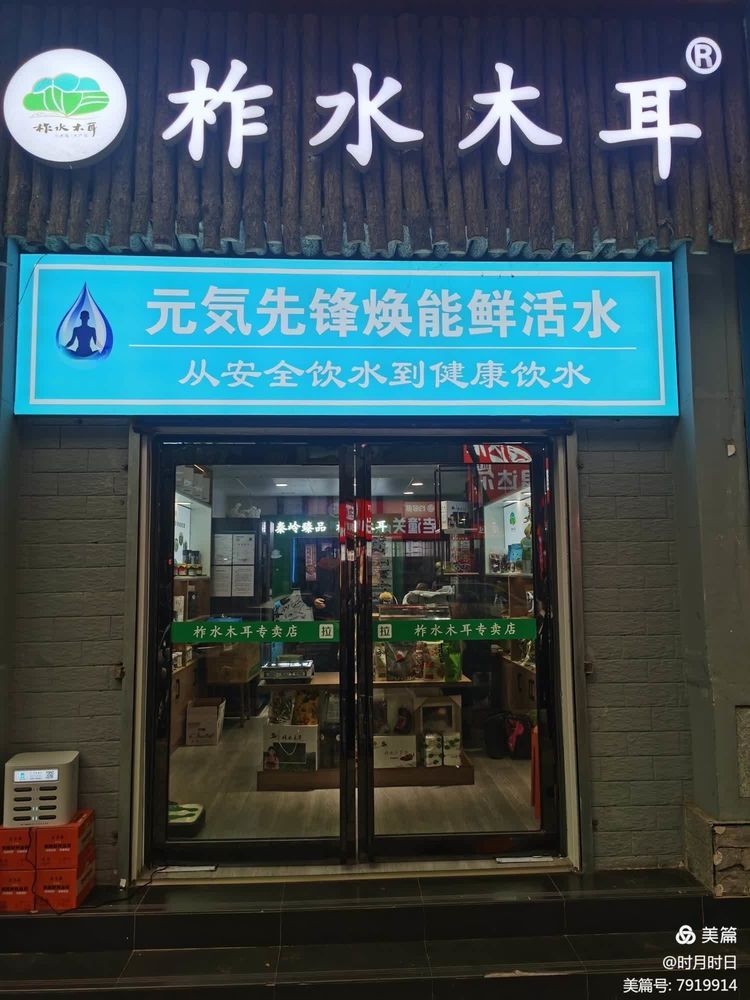 柞水木耳®
柞水木耳
元気先锋焕能鲜活水
从安全饮水到健康饮水
秦岭臻品
柞水木耳专卖店
拉
拉
柞水木耳专卖店
美篇
@时月时日
美篇号: 7919914